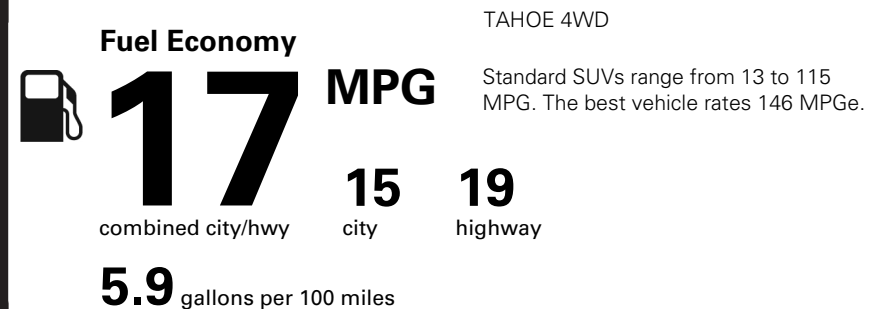 TAHOE 4WD
Fuel Economy
17 MPG
Standard SUVs range from 13 to 115
MPG. The best vehicle rates 146 MPGe.
15 19
combined city/hwy city highway
5.9 gallons per 100 miles